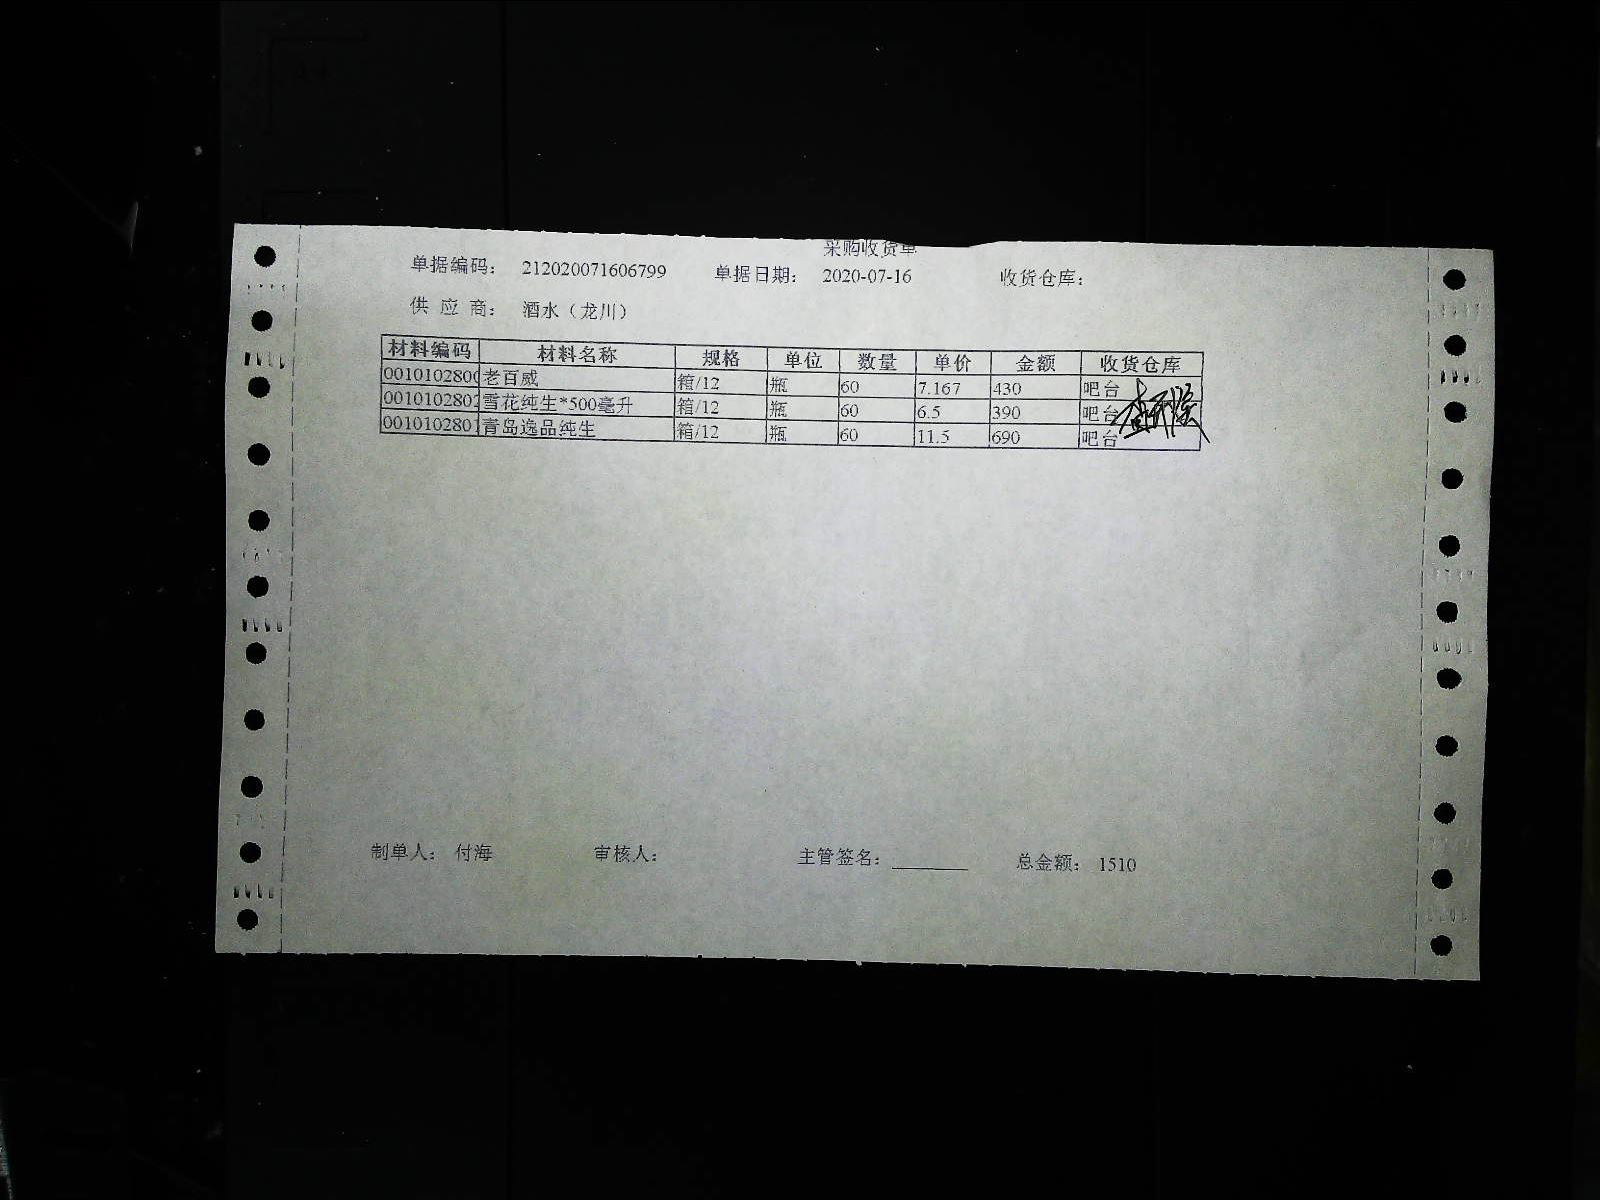 采购收货单
单据编码： 212020071606799 单据日期： 2020-07-16 收货仓库：
供 应 商： 酒水（龙川）
材料编码 材料名称 规格 单位 数量 单价 金额 收货仓库
0010102800 老百威 箱/12 瓶 60 7.167 430 吧台
0010102802 雪花纯生*500毫升 箱/12 瓶 60 6.5 390 吧台
0010102801 青岛逸品纯生 箱/12 瓶 60 11.5 690 吧台
制单人： 付海 审核人： 主管签名： 总金额： 1510